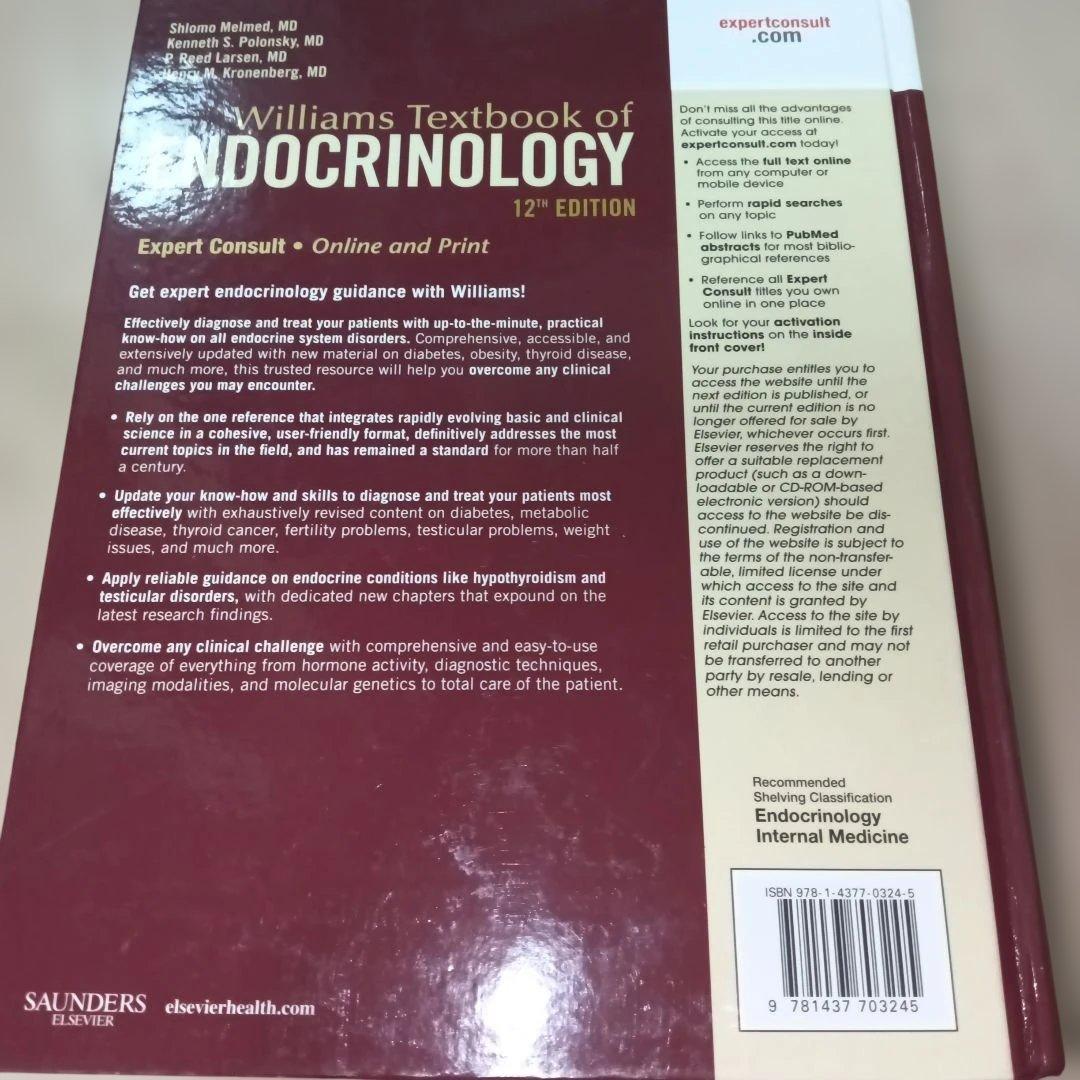 Shlomo Melmed, MD
Kenneth S. Polonsky, MD
P. Reed Larsen, MD
Henry M. Kronenberg, MD
Williams Textbook of
ENDOCRINOLOGY
12TH EDITION
Expert Consult • Online and Print
Get expert endocrinology guidance with Williams!
Effectively diagnose and treat your patients with up-to-the-minute, practical
know-how on all endocrine system disorders. Comprehensive, accessible, and
extensively updated with new material on diabetes, obesity, thyroid disease,
and much more, this trusted resource will help you overcome any clinical
challenges you may encounter.
• Rely on the one reference that integrates rapidly evolving basic and clinical
science in a cohesive, user-friendly format, definitively addresses the most
current topics in the field, and has remained a standard for more than half
a century.
• Update your know-how and skills to diagnose and treat your patients most
effectively with exhaustively revised content on diabetes, metabolic
disease, thyroid cancer, fertility problems, testicular problems, weight
issues, and much more.
• Apply reliable guidance on endocrine conditions like hypothyroidism and
testicular disorders, with dedicated new chapters that expound on the
latest research findings.
• Overcome any clinical challenge with comprehensive and easy-to-use
coverage of everything from hormone activity, diagnostic techniques,
imaging modalities, and molecular genetics to total care of the patient.
SAUNDERS
ELSEVIER
elsevierhealth.com
expertconsult
.com
Don't miss all the advantages
of consulting this title online.
Activate your access at
expertconsult.com today!
• Access the full text online
from any computer or
mobile device
• Perform rapid searches
on any topic
• Follow links to PubMed
abstracts for most biblio-
graphical references
• Reference all Expert
Consult titles you own
online in one place
Look for your activation
instructions on the inside
front cover!
Your purchase entitles you to
access the website until the
next edition is published, or
until the current edition is no
longer offered for sale by
Elsevier, whichever occurs first.
Elsevier reserves the right to
offer a suitable replacement
product (such as a down-
loadable or CD-ROM-based
electronic version) should
access to the website be dis-
continued. Registration and
use of the website is subject to
the terms of the non-transfer-
able, limited license under
which access to the site and
its content is granted by
Elsevier. Access to the site by
individuals is limited to the first
retail purchaser and may not
be transferred to another
party by resale, lending or
other means.
Recommended
Shelving Classification
Endocrinology
Internal Medicine
ISBN 978-1-4377-0324-5
9 781437 703245